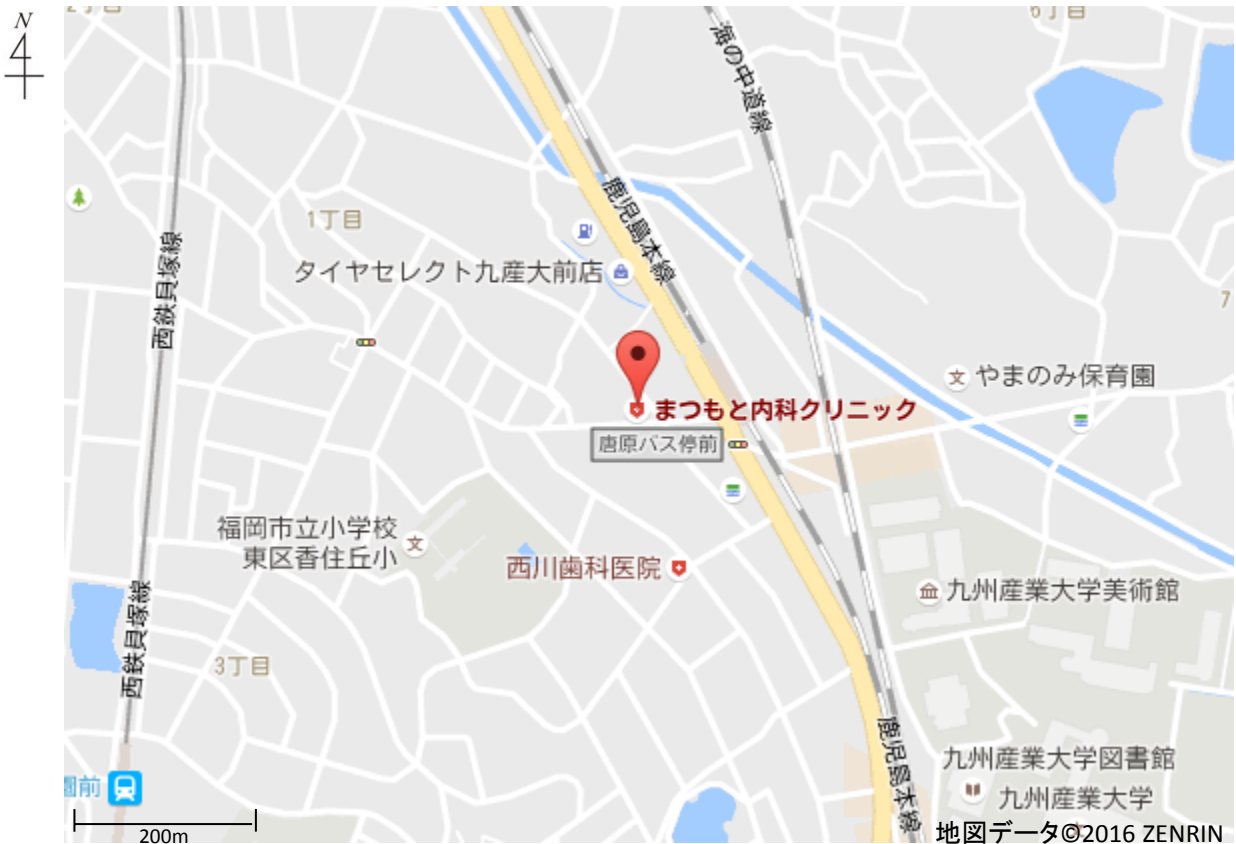 N
海の中道線
鹿児島本線
1丁目
西鉄貝塚線
タイヤセレクト九産大前店
7
やまのみ保育園
まつもと内科クリニック
唐原バス停前
福岡市立小学校
東区香住丘小
西川歯科医院
九州産業大学美術館
西鉄貝塚線
3丁目
鹿児島本線
九州産業大学図書館
九州産業大学
園前
200m
地図データ©2016 ZENRIN